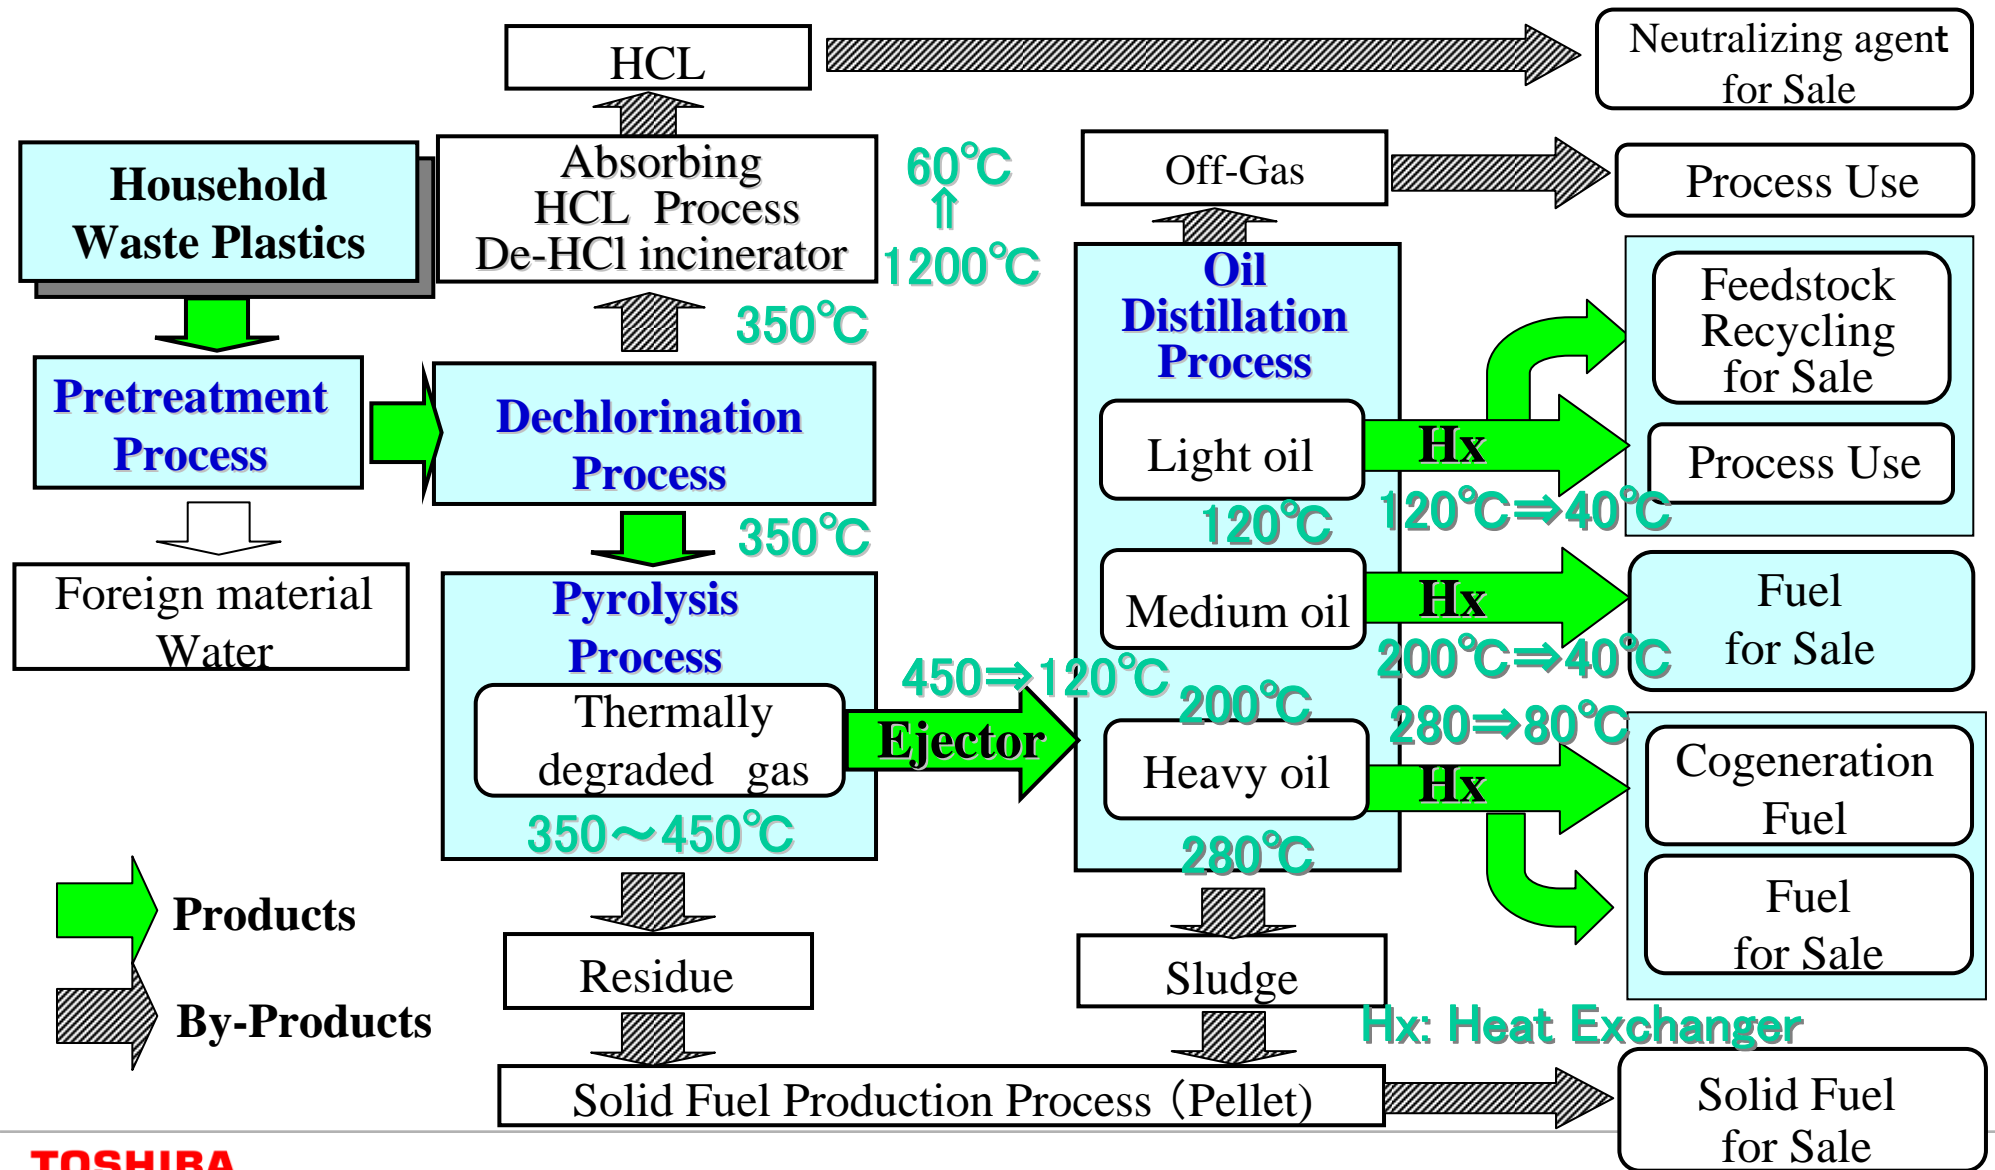 HCL
Neutralizing agent
for Sale
Household
Waste Plastics
Absorbing
HCL Process
De-HCl incinerator
60℃
⇑
1200℃
Off-Gas
Process Use
350℃
Oil
Distillation
Process
Feedstock
Recycling
for Sale
Pretreatment
Process
Dechlorination
Process
Light oil
Hx
Process Use
120℃
120℃⇒40℃
350℃
Foreign material
Water
Pyrolysis
Process
Medium oil
Hx
Fuel
for Sale
200℃⇒40℃
450⇒120℃
200℃
280⇒80℃
Thermally
degraded gas
Ejector
Heavy oil
Hx
Cogeneration
Fuel
350～450℃
280℃
Products
Fuel
for Sale
Residue
Sludge
By-Products
Hx: Heat Exchanger
Solid Fuel Production Process (Pellet)
Solid Fuel
for Sale
TOSHIBA